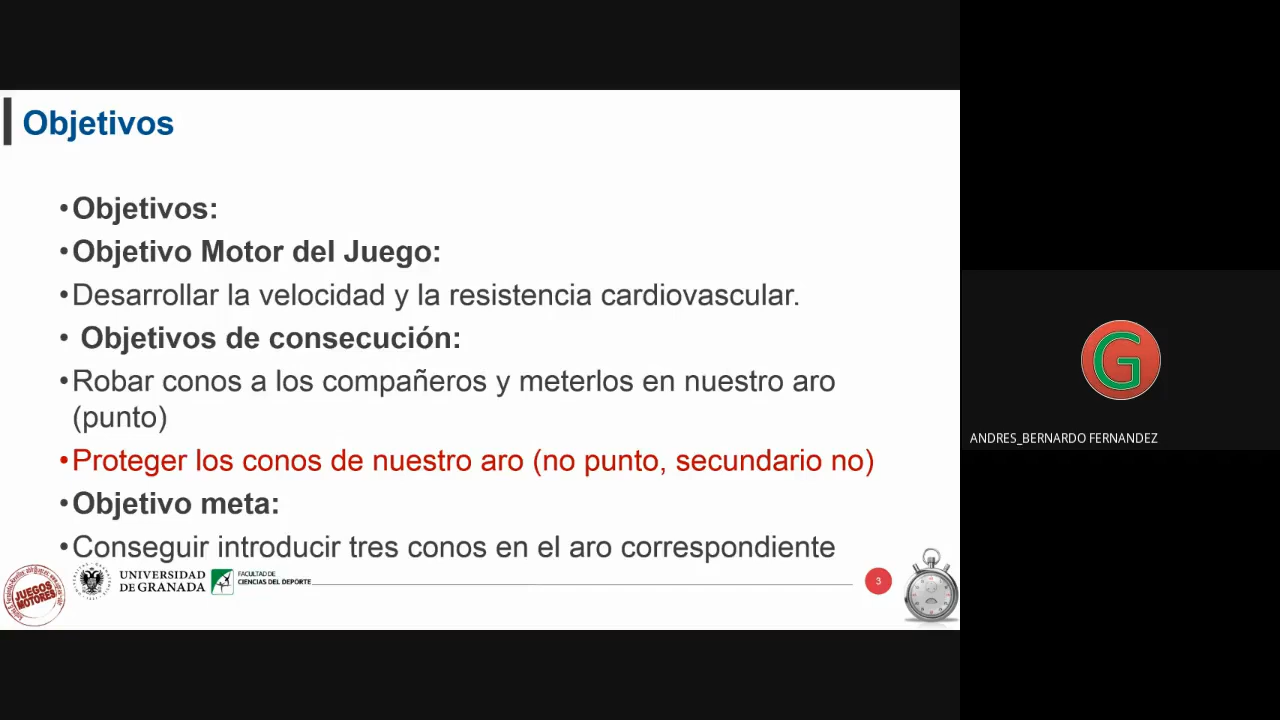 Objetivos
•Objetivos:
•Objetivo Motor del Juego:
•Desarrollar la velocidad y la resistencia cardiovascular.
• Objetivos de consecución:
•Robar conos a los compañeros y meterlos en nuestro aro
(punto)
•Proteger los conos de nuestro aro (no punto, secundario no)
•Objetivo meta:
•Conseguir introducir tres conos en el aro correspondiente
JUEGOS
MOTORES
UNIVERSIDAD
DE GRANADA
FACULTAD DE
CIENCIAS DEL DEPORTE
3
G
ANDRES_BERNARDO FERNANDEZ